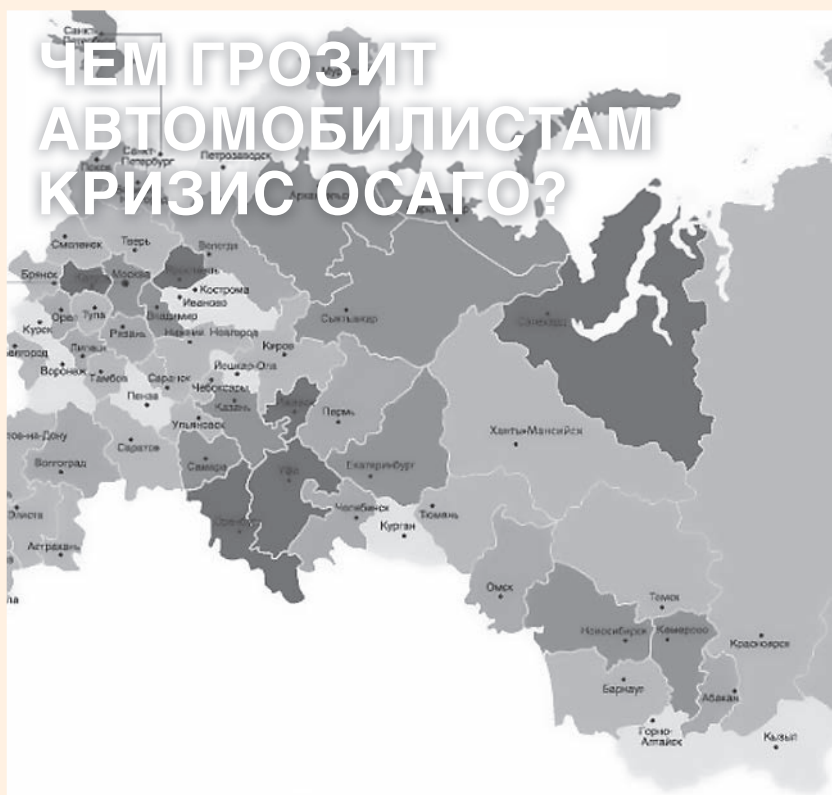 ЧЕМ ГРОЗИТ
АВТОМОБИЛИСТАМ
КРИЗИС ОСАГО?
Санкт-
Санкт-
Петербург
Петрозаводск
Смоленск
Тверь
Вологда
Брянск
Москва
Кострома
Иваново
Орел
Тула
Владимир
Курск
Рязань
Нижний Новгород
Сыктывкар
Липецк
Киров
Воронеж
Тамбов
Саранск
Йошкар-Ола
Чебоксары
Пенза
Казань
Пермь
Ульяновск
Ханты-Мансийск
Саратов
Волгоград
Самара
Уфа
Екатеринбург
Челябинск
Тюмень
Курган
Элиста
Астрахань
Омск
Томск
Новосибирск
Кемерово
Красноярск
Барнаул
Абакан
Горно-
Алтайск
Кызыл